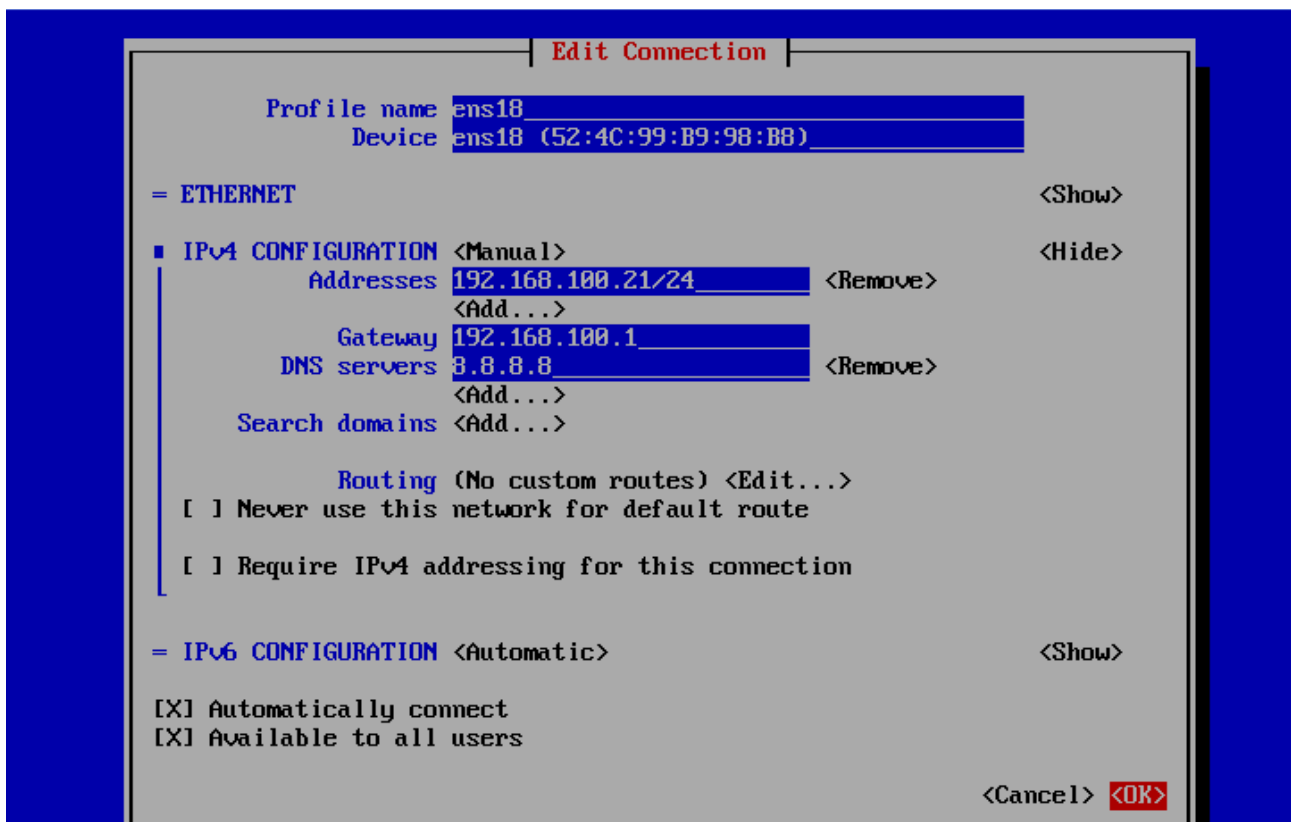 Edit Connection
Profile name ens18
Device ens18 (52:4C:99:B9:98:B8)
= ETHERNET <Show>
IPv4 CONFIGURATION <Manual> <Hide>
Addresses 192.168.100.21/24 <Remove>
<Add...>
Gateway 192.168.100.1
DNS servers 8.8.8.8 <Remove>
<Add...>
Search domains <Add...>
Routing (No custom routes) <Edit...>
[ ] Never use this network for default route
[ ] Require IPv4 addressing for this connection
= IPv6 CONFIGURATION <Automatic> <Show>
[X] Automatically connect
[X] Available to all users
<Cancel> <OK>